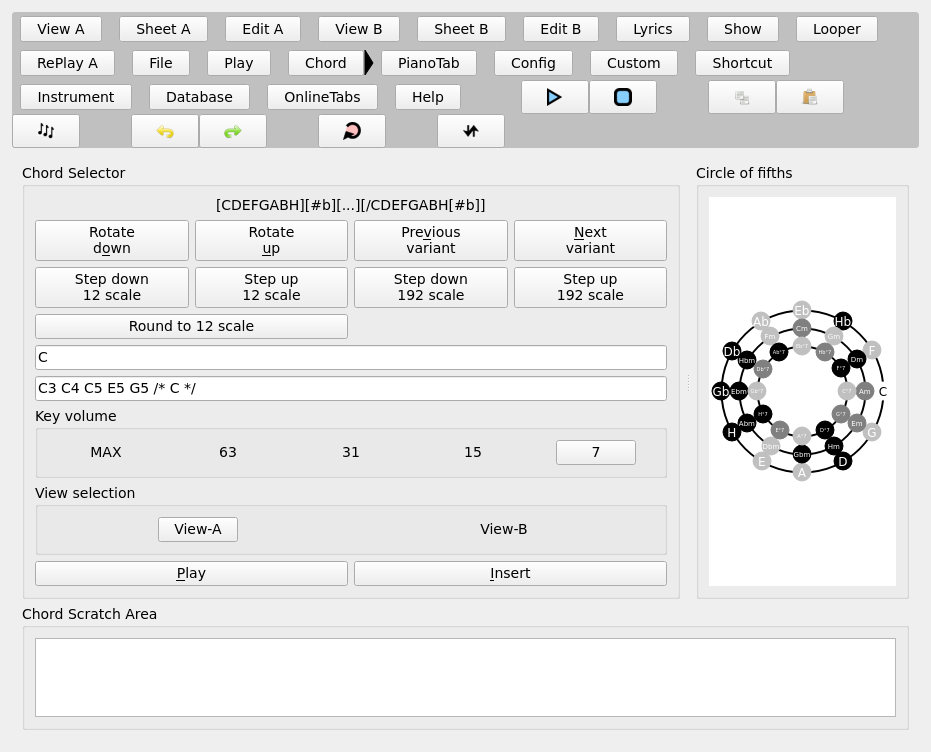 View A Sheet A Edit A View B Sheet B Edit B Lyrics Show Looper
RePlay A File Play Chord PianoTab Config Custom Shortcut
Instrument Database OnlineTabs Help
Chord Selector
Circle of fifths
[CDEFGABH][#b][...][/CDEFGABH[#b]]
Rotate down
Rotate up
Previous variant
Next variant
Step down 12 scale
Step up 12 scale
Step down 192 scale
Step up 192 scale
Round to 12 scale
C
C3 C4 C5 E5 G5 /* C */
Key volume
MAX 63 31 15 7
View selection
View-A View-B
Play Insert
Eb
Ab Hb
Cm
Fm Gm
Db F
Hbm Dm
Gb Ebm Am C
Abm Em
H G
Dbm Hm
Gbm
E D
A
Chord Scratch Area